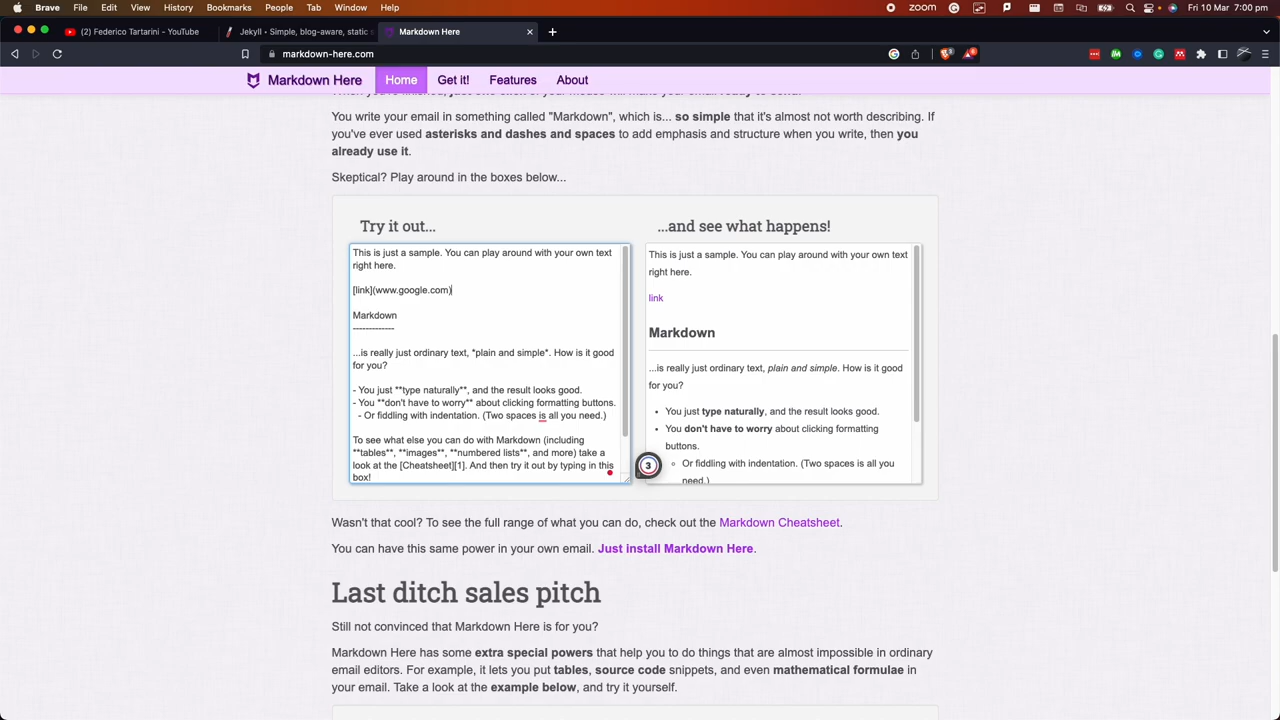 Brave File Edit View History Bookmarks People Tab Window Help zoom Fri 10 Mar 7:00 pm
(2) Federico Tartarini - YouTube Jekyll • Simple, blog-aware, static s Markdown Here
markdown-here.com
Markdown Here Home Get it! Features About
When you're finished, just one click of your mouse will make your email ready to send!
You write your email in something called "Markdown", which is... so simple that it's almost not worth describing. If
you've ever used asterisks and dashes and spaces to add emphasis and structure when you write, then you
already use it.
Skeptical? Play around in the boxes below...
Try it out...
This is just a sample. You can play around with your own text
right here.
[link](www.google.com)
Markdown
-------------
...is really just ordinary text, *plain and simple*. How is it good
for you?
- You just **type naturally**, and the result looks good.
- You **don't have to worry** about clicking formatting buttons.
- Or fiddling with indentation. (Two spaces is all you need.)
To see what else you can do with Markdown (including
**tables**, **images**, **numbered lists**, and more) take a
look at the [Cheatsheet][1]. And then try it out by typing in this
box!
...and see what happens!
This is just a sample. You can play around with your own text
right here.
link
Markdown
...is really just ordinary text, plain and simple. How is it good
for you?
• You just type naturally, and the result looks good.
• You don't have to worry about clicking formatting
buttons.
Or fiddling with indentation. (Two spaces is all you
need.)
3
Wasn't that cool? To see the full range of what you can do, check out the Markdown Cheatsheet.
You can have this same power in your own email. Just install Markdown Here.
Last ditch sales pitch
Still not convinced that Markdown Here is for you?
Markdown Here has some extra special powers that help you to do things that are almost impossible in ordinary
email editors. For example, it lets you put tables, source code snippets, and even mathematical formulae in
your email. Take a look at the example below, and try it yourself.